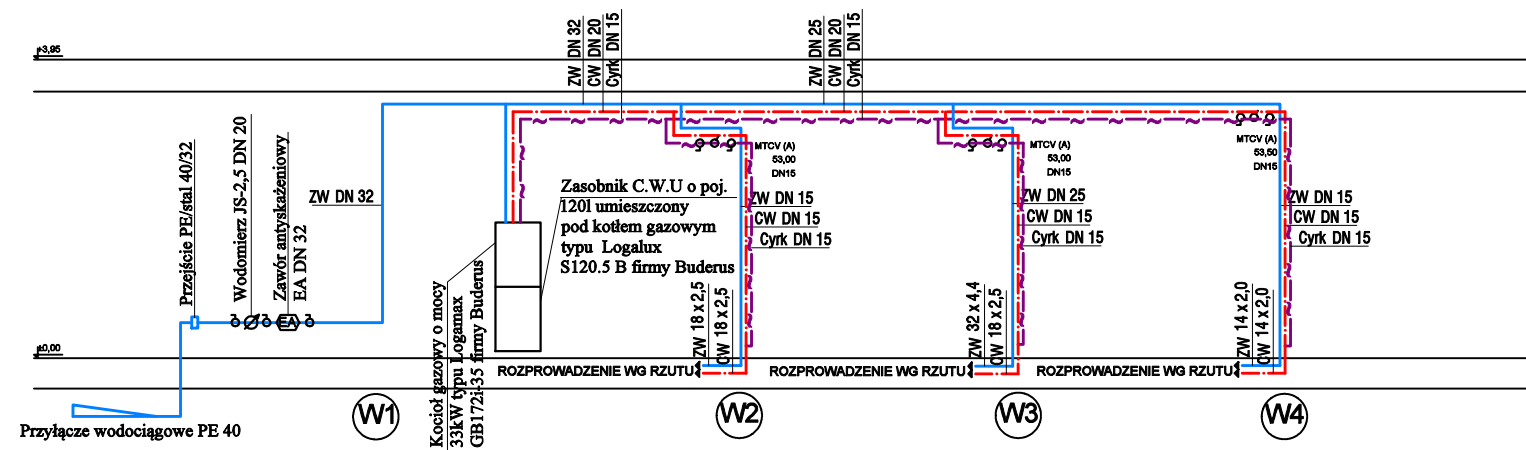 +3,95
ZW DN 32
CW DN 20
Cyrk DN 15
ZW DN 25
CW DN 20
Cyrk DN 15
Przejście PE/stal 40/32
Wodomierz JS-2,5 DN 20
Zawór antyskażeniowy
EA DN 32
EA
ZW DN 32
Zasobnik C.W.U o poj.
120l umieszczony
pod kotłem gazowym
typu Logalux
S120.5 B firmy Buderus
Kocioł gazowy o mocy
33kW typu Logamax
GB172i-35 firmy Buderus
MTCV (A)
53,00
DN15
ZW DN 15
CW DN 15
Cyrk DN 15
MTCV (A)
53,00
DN15
ZW DN 25
CW DN 15
Cyrk DN 15
MTCV (A)
53,50
DN15
ZW DN 15
CW DN 15
Cyrk DN 15
ZW 18 x 2,5
CW 18 x 2,5
ZW 32 x 4,4
CW 18 x 2,5
ZW 14 x 2,0
CW 14 x 2,0
±0,00
ROZPROWADZENIE WG RZUTU
ROZPROWADZENIE WG RZUTU
ROZPROWADZENIE WG RZUTU
Przyłącze wodociągowe PE 40
W1
W2
W3
W4